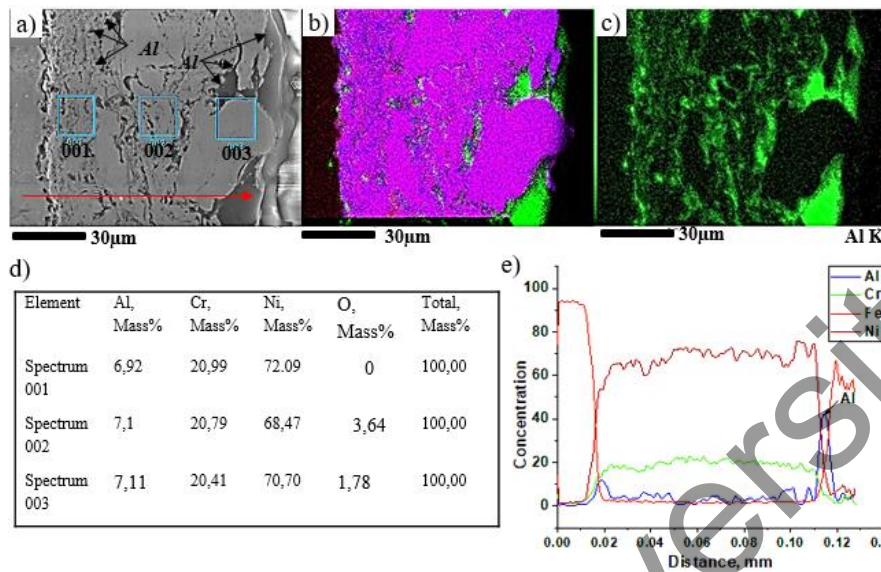 a)
Al
Al
001.
002
003
30μm
b)
30μm
c)
30μm
Al K
d)
Element Al, Mass% Cr, Mass% Ni, Mass% O, Mass% Total, Mass%
Spectrum 001 6,92 20,99 72.09 0 100,00
Spectrum 002 7,1 20,79 68,47 3,64 100,00
Spectrum 003 7,11 20,41 70,70 1,78 100,00
e)
Al
Cr
Fe
Ni
100
80
60
40
20
0
Al
Concentration
0.00 0.02 0.04 0.06 0.08 0.10 0.12
Distance, mm
versit